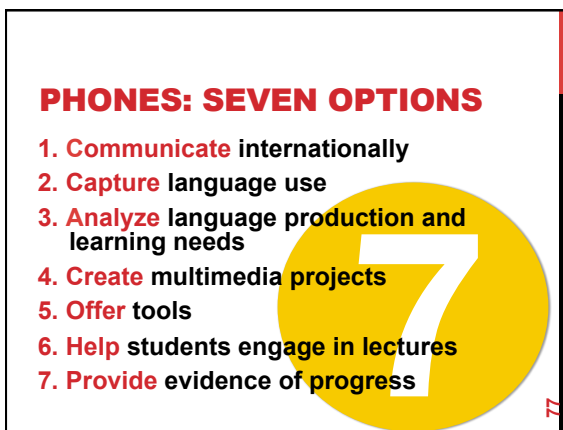 PHONES: SEVEN OPTIONS
1. Communicate internationally
2. Capture language use
3. Analyze language production and
learning needs
4. Create multimedia projects
5. Offer tools
6. Help students engage in lectures
7. Provide evidence of progress
7
77